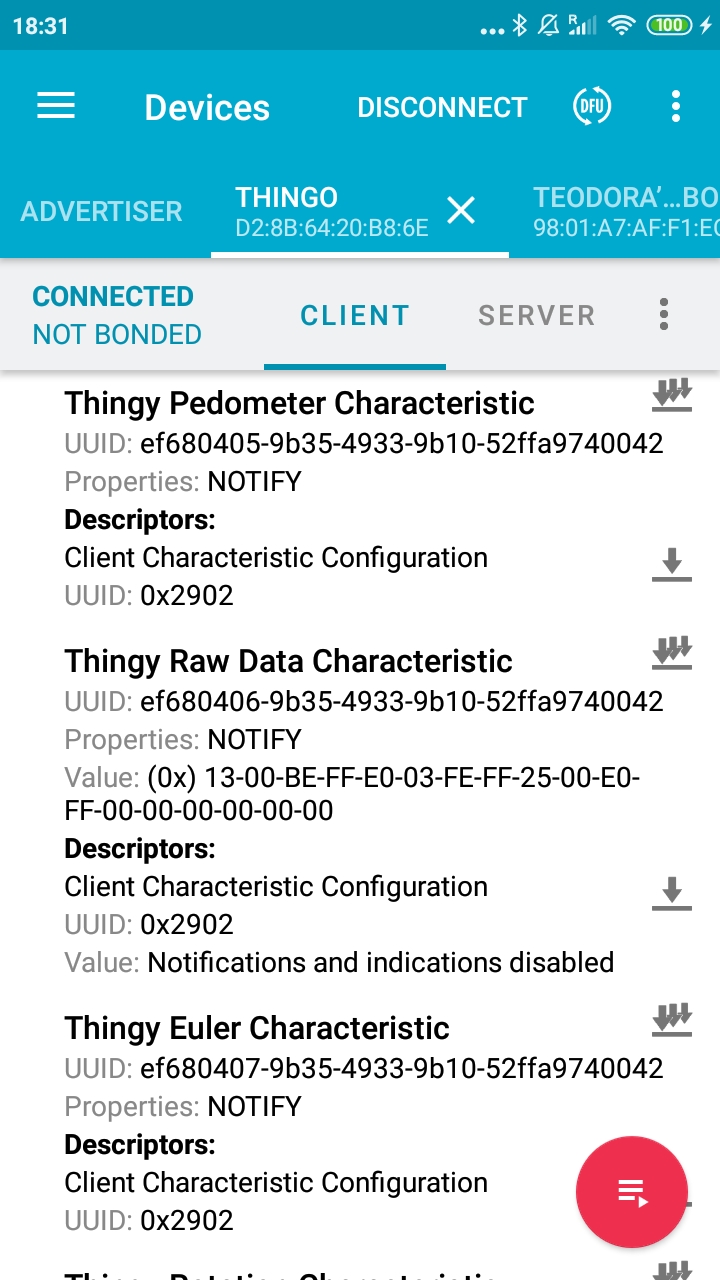 18:31
R
100
Devices
DISCONNECT
DFU
ADVERTISER
THINGO
D2:8B:64:20:B8:6E
TEODORA’...BO
98:01:A7:AF:F1:E
CONNECTED
NOT BONDED
CLIENT
SERVER
Thingy Pedometer Characteristic
UUID: ef680405-9b35-4933-9b10-52ffa9740042
Properties: NOTIFY
Descriptors:
Client Characteristic Configuration
UUID: 0x2902
Thingy Raw Data Characteristic
UUID: ef680406-9b35-4933-9b10-52ffa9740042
Properties: NOTIFY
Value: (0x) 13-00-BE-FF-E0-03-FE-FF-25-00-E0-
FF-00-00-00-00-00-00
Descriptors:
Client Characteristic Configuration
UUID: 0x2902
Value: Notifications and indications disabled
Thingy Euler Characteristic
UUID: ef680407-9b35-4933-9b10-52ffa9740042
Properties: NOTIFY
Descriptors:
Client Characteristic Configuration
UUID: 0x2902